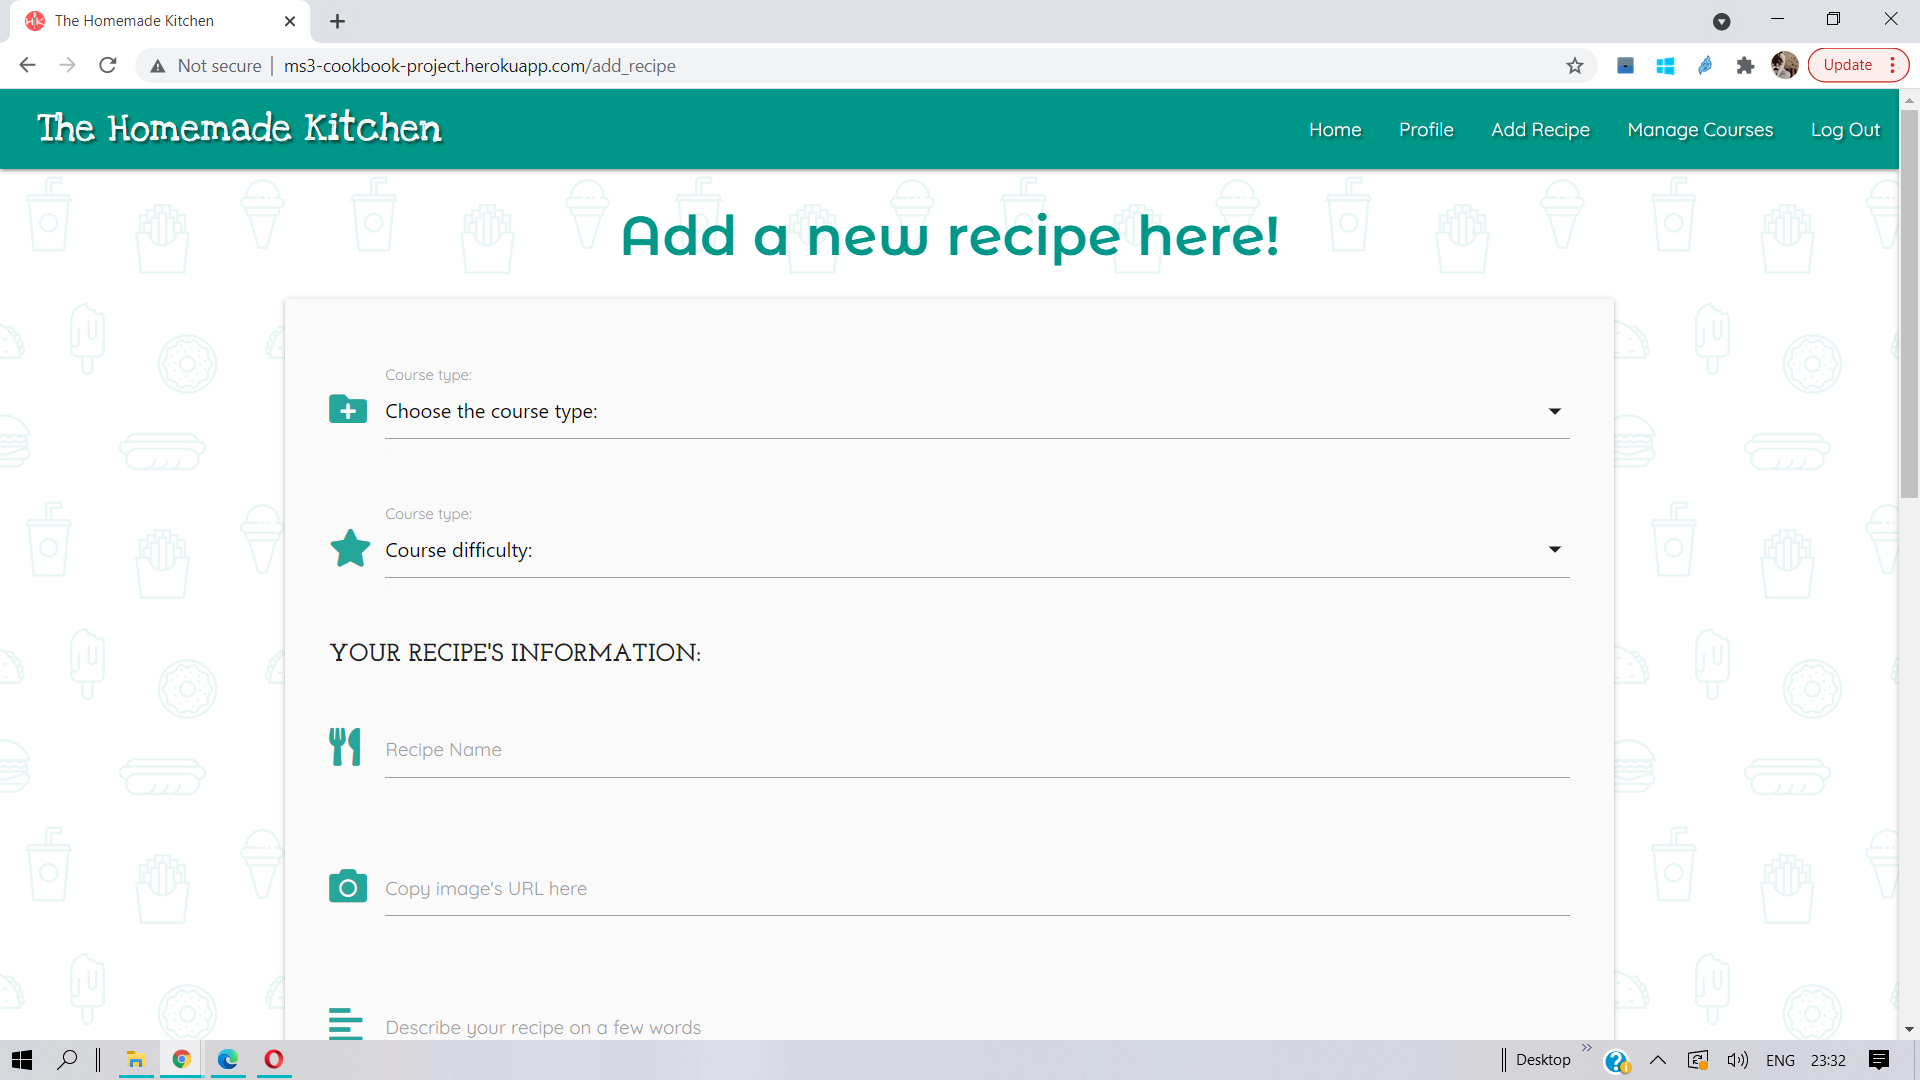 The Homemade Kitchen
Not secure
ms3-cookbook-project.herokuapp.com/add_recipe
Update
The Homemade Kitchen
Home
Profile
Add Recipe
Manage Courses
Log Out
Add a new recipe here!
Course type:
Choose the course type:
Course type:
Course difficulty:
YOUR RECIPE'S INFORMATION:
Recipe Name
Copy image's URL here
Describe your recipe on a few words
Desktop
ENG
23:32